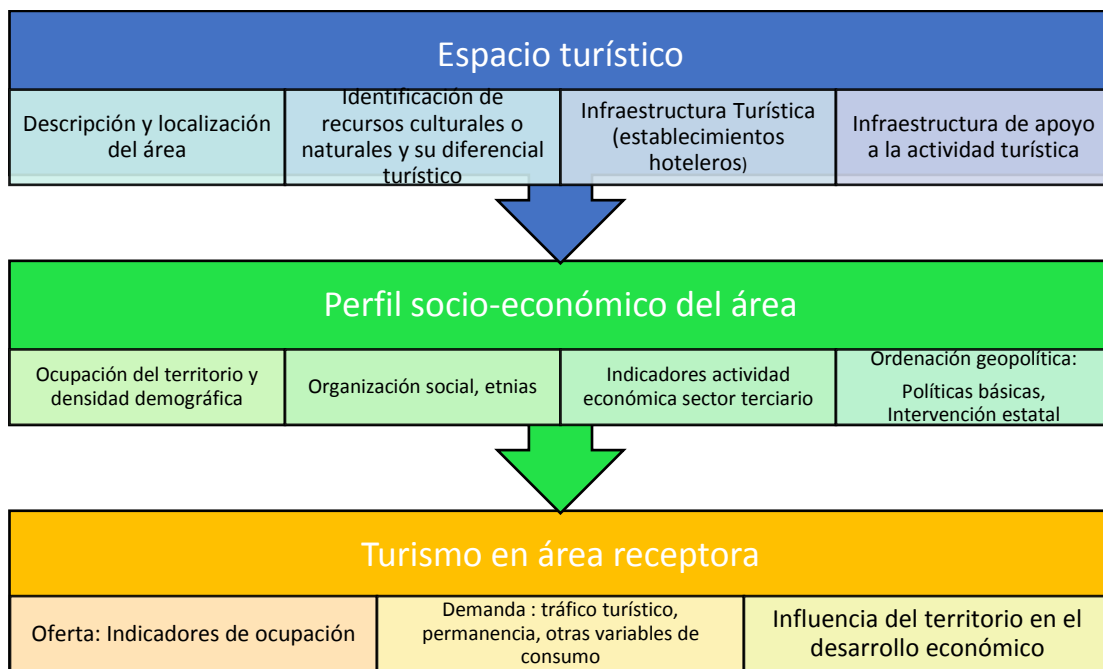 Espacio turístico
Descripción y localización
del área
Identificación de
recursos culturales o
naturales y su diferencial
turístico
Infraestructura Turística
(establecimientos
hoteleros)
Infraestructura de apoyo
a la actividad turística
Perfil socio-económico del área
Ocupación del territorio y
densidad demográfica
Organización social, etnias
Indicadores actividad
económica sector terciario
Ordenación geopolítica:
Políticas básicas,
Intervención estatal
Turismo en área receptora
Oferta: Indicadores de ocupación
Demanda : tráfico turístico,
permanencia, otras variables de
consumo
Influencia del territorio en el
desarrollo económico